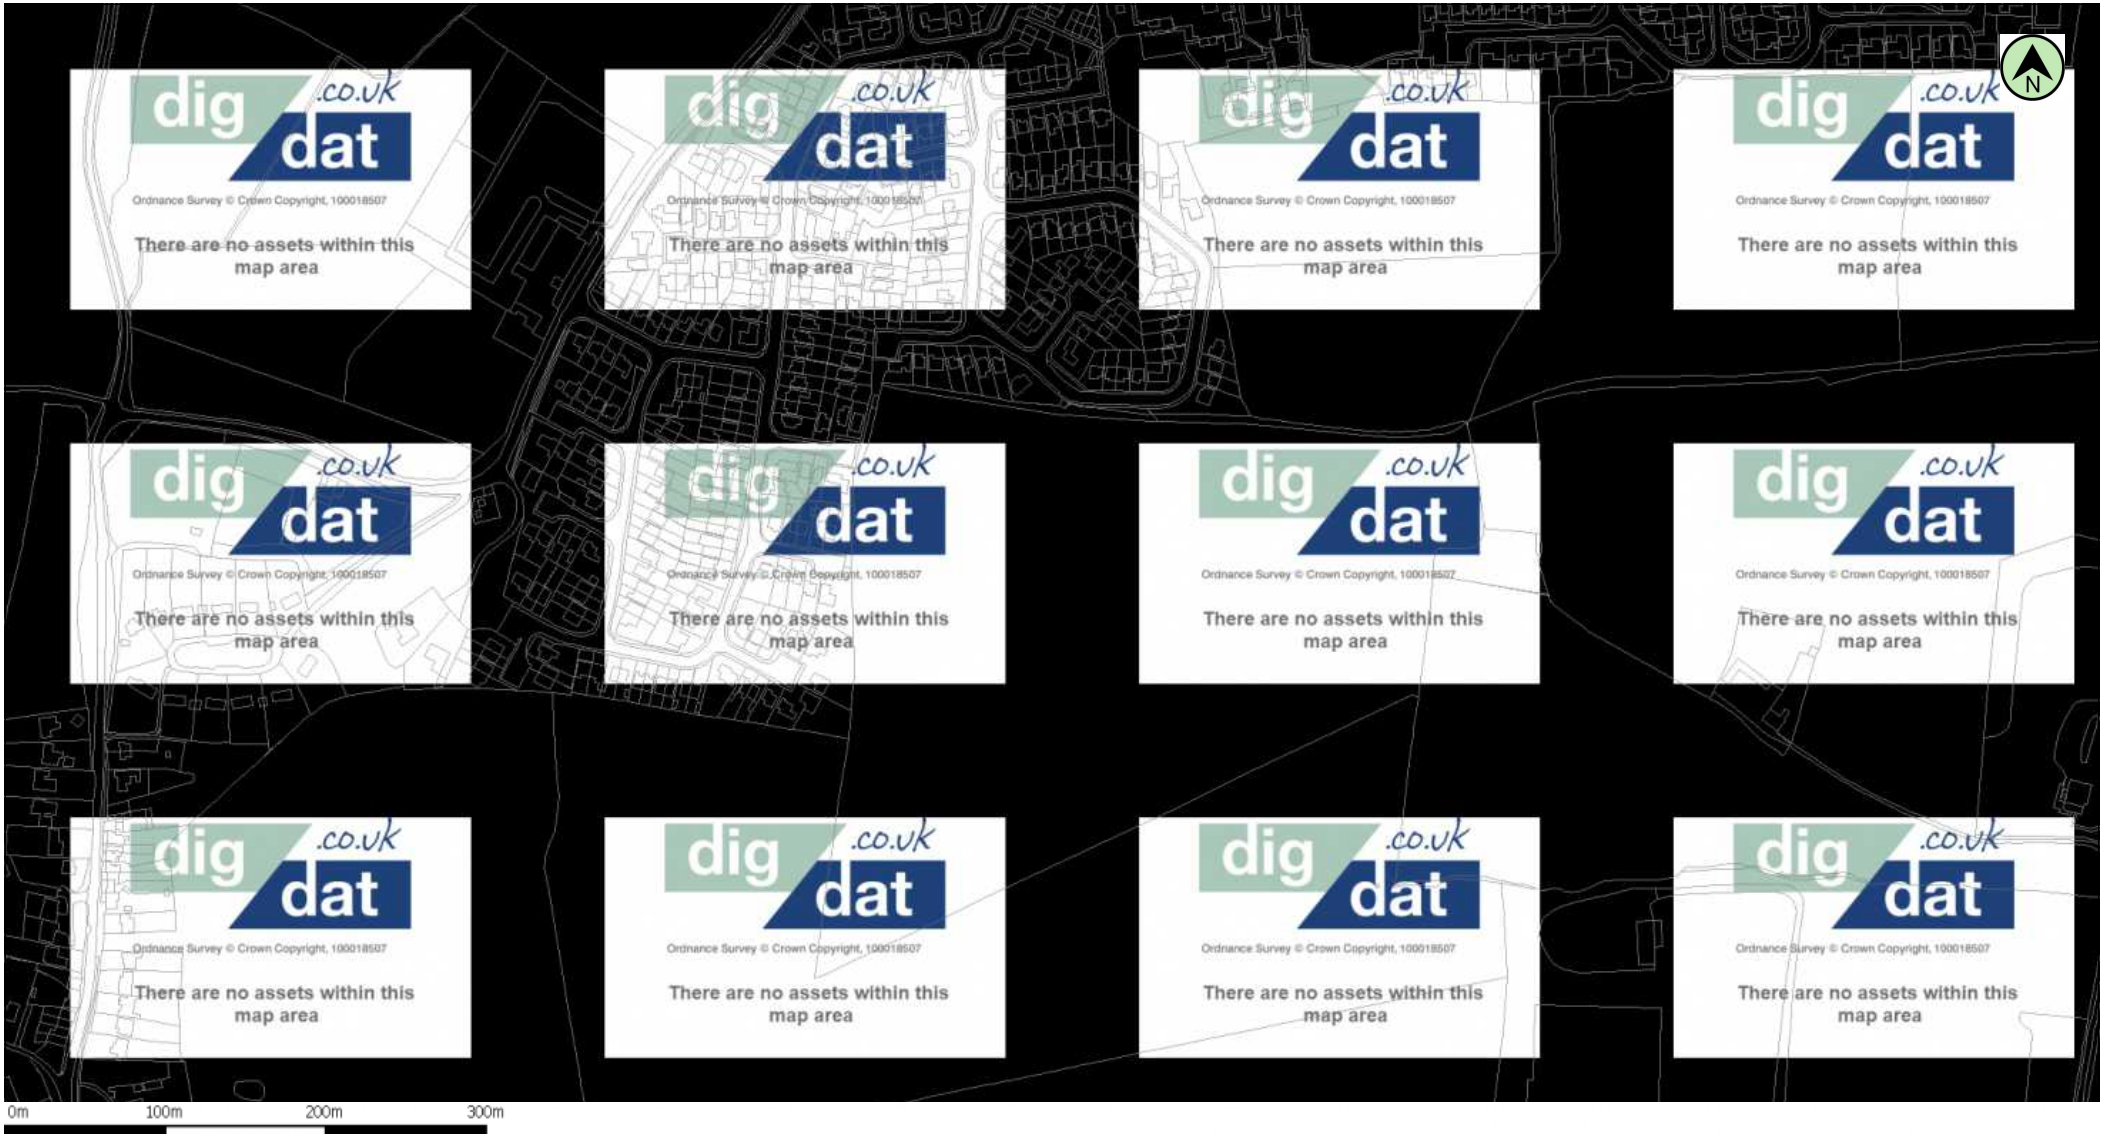 dig .co.uk dig .co.uk dig .co.uk dig .co.uk
dat dat dat dat
N
Ordnance Survey © Crown Copyright, 100018507 Ordnance Survey © Crown Copyright, 100018507 Ordnance Survey © Crown Copyright, 100018507 Ordnance Survey © Crown Copyright, 100018507
There are no assets within this There are no assets within this There are no assets within this There are no assets within this
map area map area map area map area
dig .co.uk dig .co.uk dig .co.uk dig .co.uk
dat dat dat dat
Ordnance Survey © Crown Copyright, 100018507 Ordnance Survey © Crown Copyright, 100018507 Ordnance Survey © Crown Copyright, 100018507 Ordnance Survey © Crown Copyright, 100018507
There are no assets within this There are no assets within this There are no assets within this There are no assets within this
map area map area map area map area
dig .co.uk dig .co.uk dig .co.uk dig .co.uk
dat dat dat dat
Ordnance Survey © Crown Copyright, 100018507 Ordnance Survey © Crown Copyright, 100018507 Ordnance Survey © Crown Copyright, 100018507 Ordnance Survey © Crown Copyright, 100018507
There are no assets within this There are no assets within this There are no assets within this There are no assets within this
map area map area map area map area
0m 100m 200m 300m